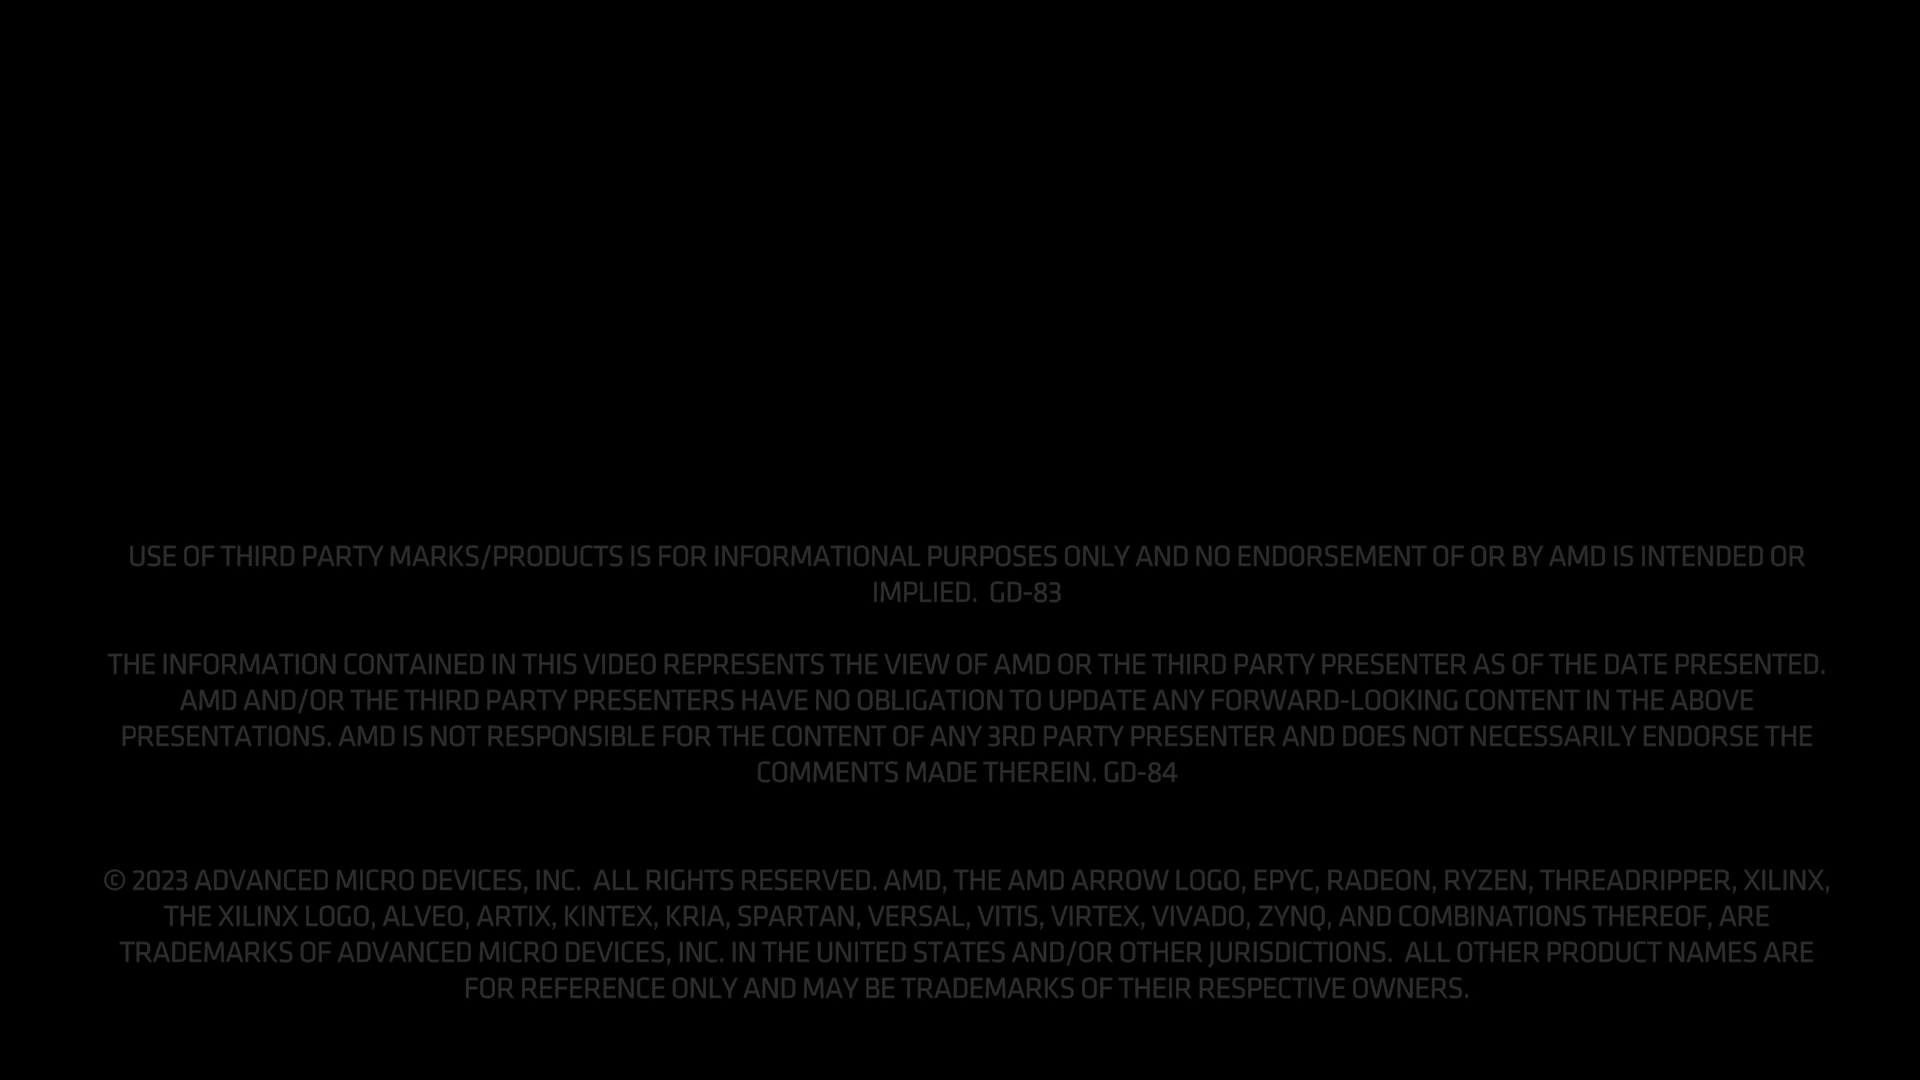 USE OF THIRD PARTY MARKS/PRODUCTS IS FOR INFORMATIONAL PURPOSES ONLY AND NO ENDORSEMENT OF OR BY AMD IS INTENDED OR
IMPLIED.  GD-83
THE INFORMATION CONTAINED IN THIS VIDEO REPRESENTS THE VIEW OF AMD OR THE THIRD PARTY PRESENTER AS OF THE DATE PRESENTED.
AMD AND/OR THE THIRD PARTY PRESENTERS HAVE NO OBLIGATION TO UPDATE ANY FORWARD-LOOKING CONTENT IN THE ABOVE
PRESENTATIONS. AMD IS NOT RESPONSIBLE FOR THE CONTENT OF ANY 3RD PARTY PRESENTER AND DOES NOT NECESSARILY ENDORSE THE
COMMENTS MADE THEREIN. GD-84
© 2023 ADVANCED MICRO DEVICES, INC.  ALL RIGHTS RESERVED. AMD, THE AMD ARROW LOGO, EPYC, RADEON, RYZEN, THREADRIPPER, XILINX,
THE XILINX LOGO, ALVEO, ARTIX, KINTEX, KRIA, SPARTAN, VERSAL, VITIS, VIRTEX, VIVADO, ZYNQ, AND COMBINATIONS THEREOF, ARE
TRADEMARKS OF ADVANCED MICRO DEVICES, INC. IN THE UNITED STATES AND/OR OTHER JURISDICTIONS.  ALL OTHER PRODUCT NAMES ARE
FOR REFERENCE ONLY AND MAY BE TRADEMARKS OF THEIR RESPECTIVE OWNERS.